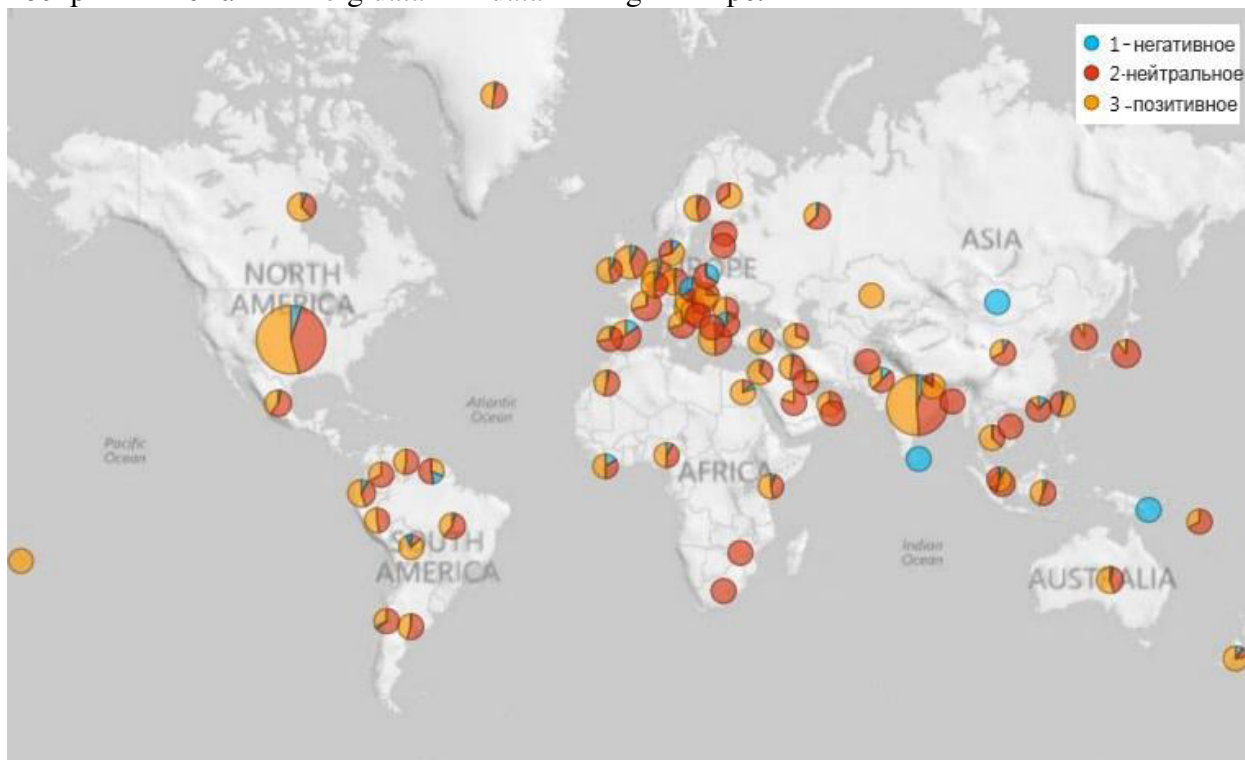 1-негативное
2-нейтральное
3-позитивное
ASIA
NORTH
AMERICA
EUROPE
Atlantic
Ocean
Pacific
Ocean
AFRICA
SOUTH
AMERICA
Indian
Ocean
AUSTRALIA